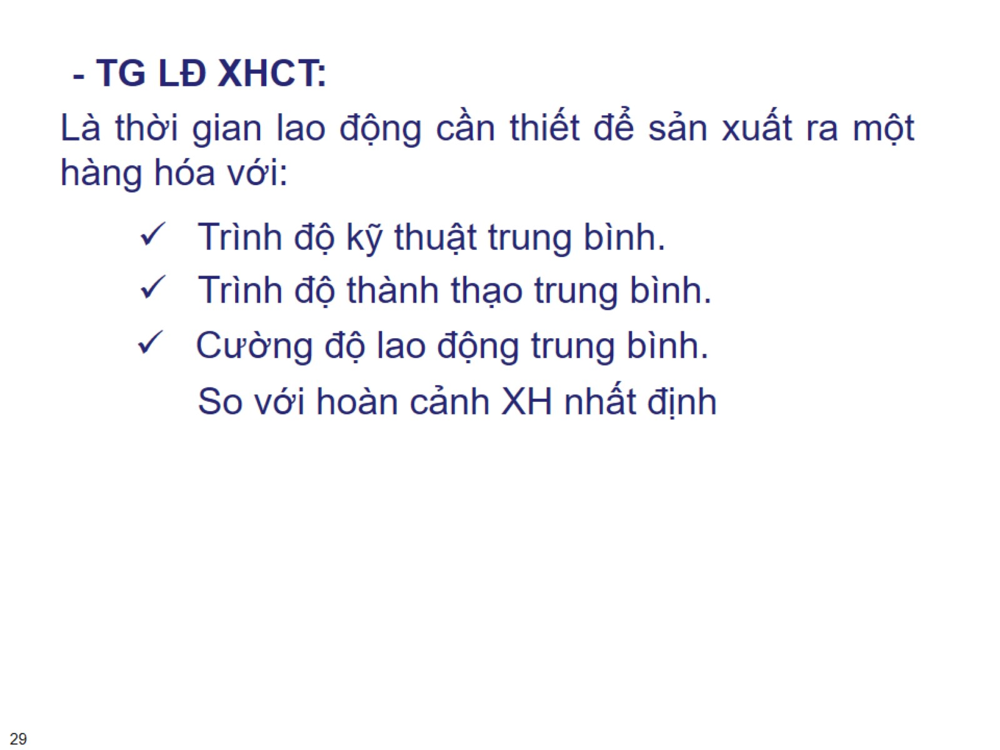 - TG LĐ XHCT:
Là thời gian lao động cần thiết để sản xuất ra một
hàng hóa với:
✓ Trình độ kỹ thuật trung bình.
✓ Trình độ thành thạo trung bình.
✓ Cường độ lao động trung bình.
So với hoàn cảnh XH nhất định
29